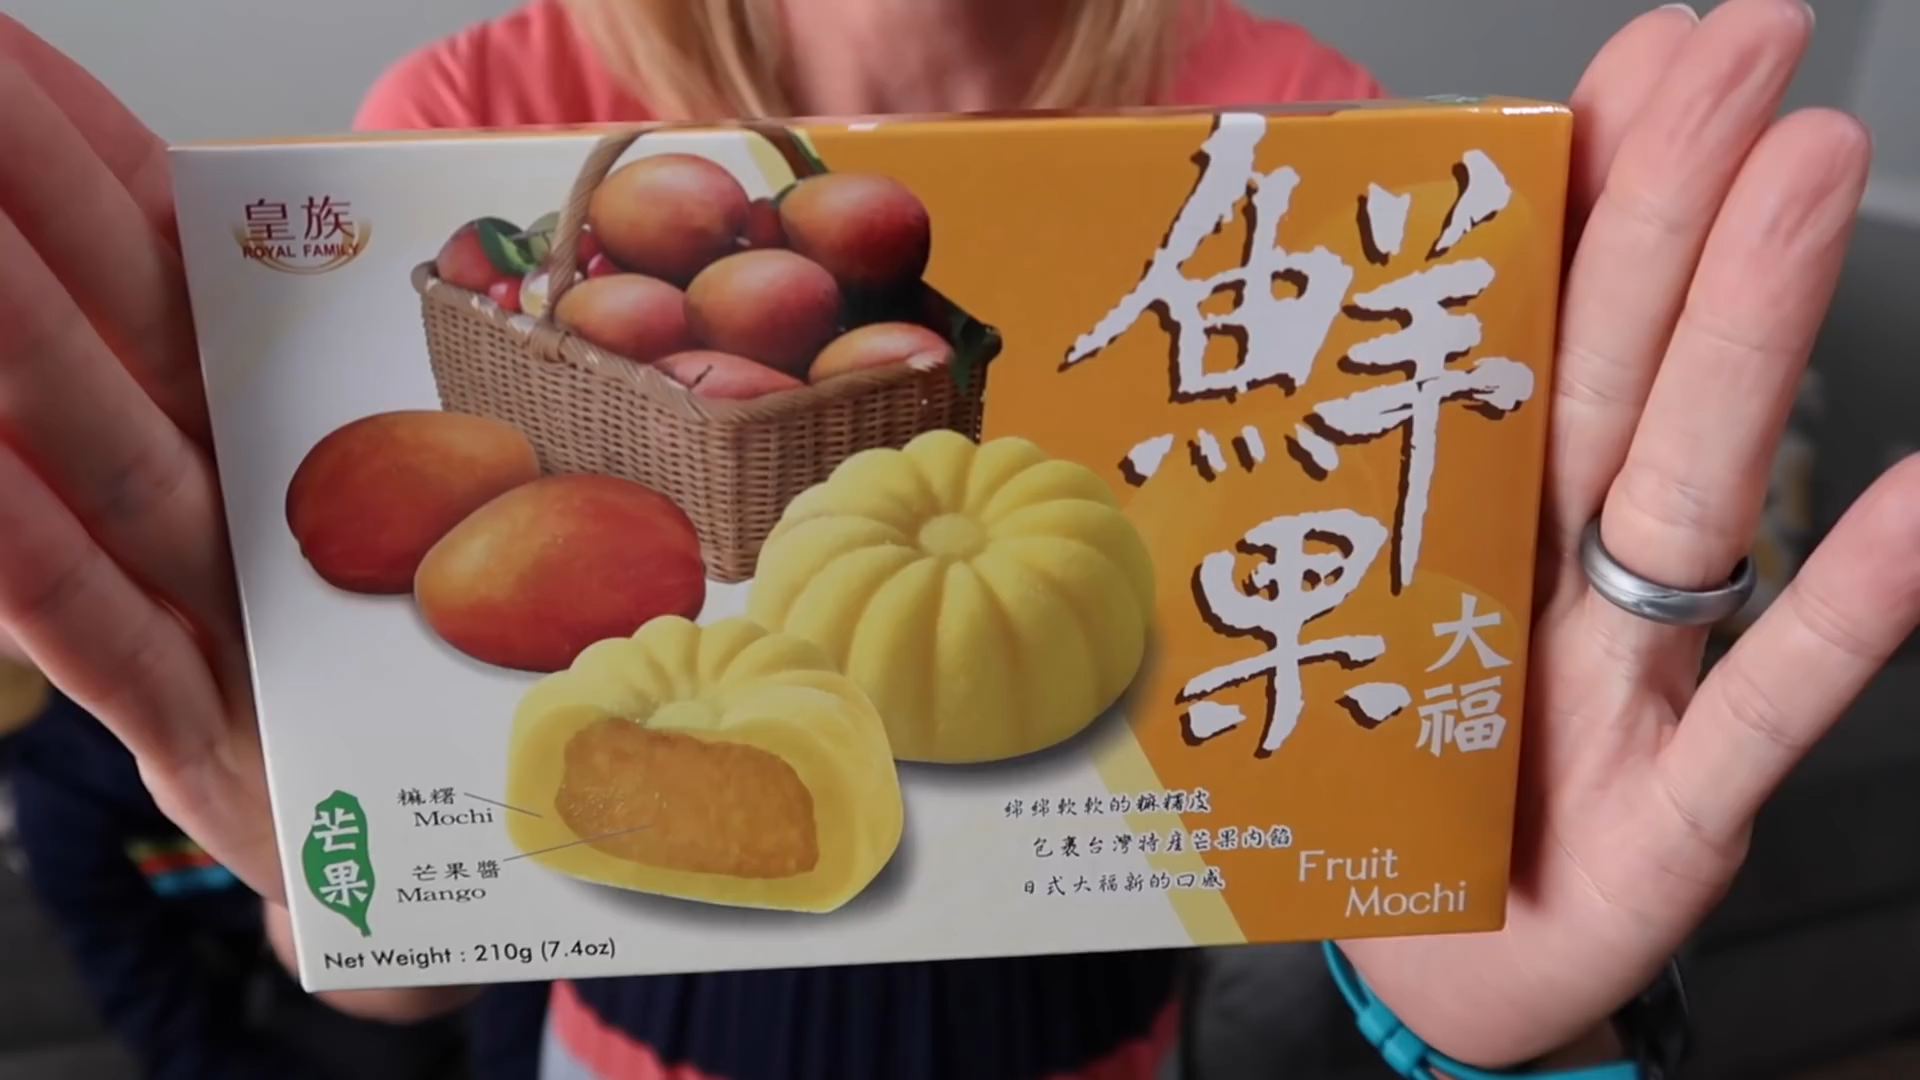 皇族
ROYAL FAMILY
鮮果
大福
麻糬
Mochi
芒果醬
Mango
芒果
綿綿軟軟的麻糬皮
包裹台灣特產芒果內餡
日式大福新的口感
Fruit
Mochi
Net Weight : 210g (7.4oz)